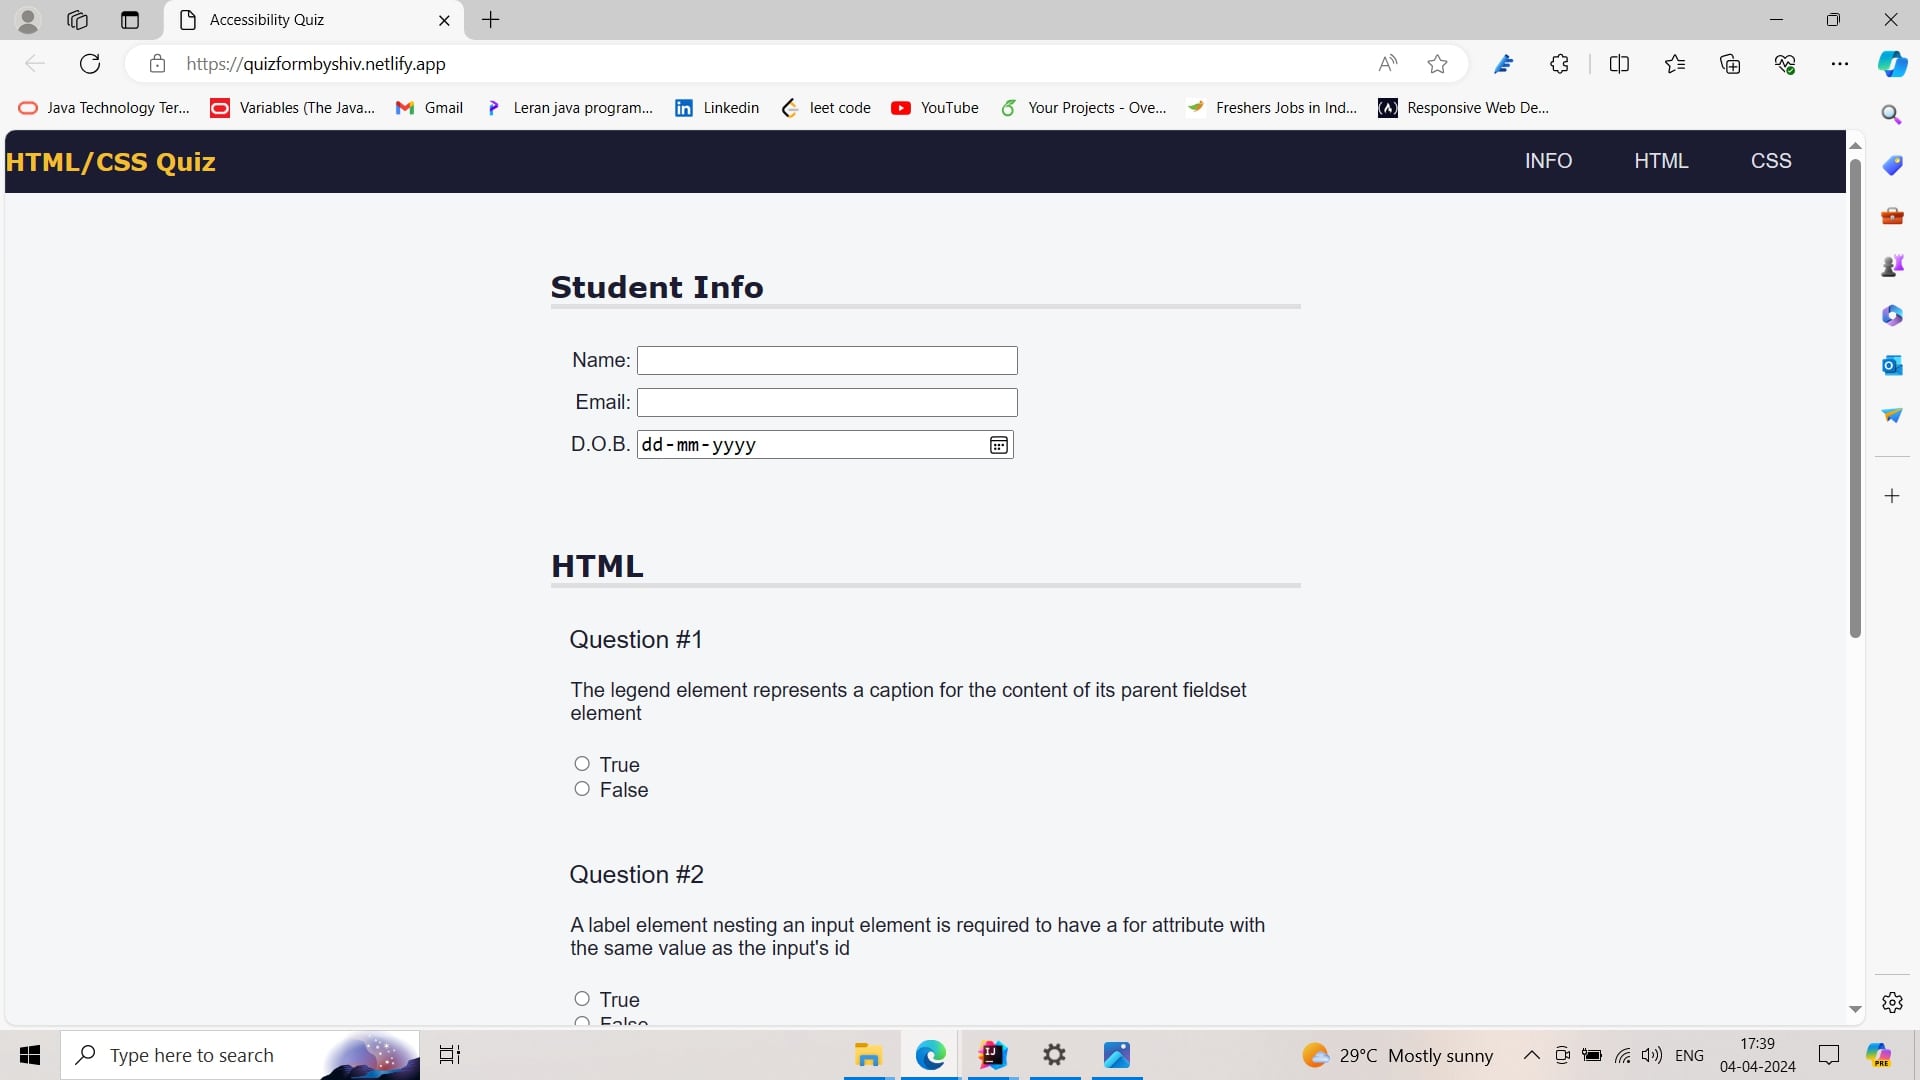 Accessibility Quiz
https://quizformbyshiv.netlify.app
Java Technology Ter... Variables (The Java... Gmail Leran java program... Linkedin leet code YouTube Your Projects - Ove... Freshers Jobs in Ind... Responsive Web De...
HTML/CSS Quiz INFO HTML CSS
Student Info
Name:
Email:
D.O.B. dd-mm-yyyy
HTML
Question #1
The legend element represents a caption for the content of its parent fieldset
element
True
False
Question #2
A label element nesting an input element is required to have a for attribute with
the same value as the input's id
True
False
Type here to search 29°C Mostly sunny ENG 17:39
04-04-2024